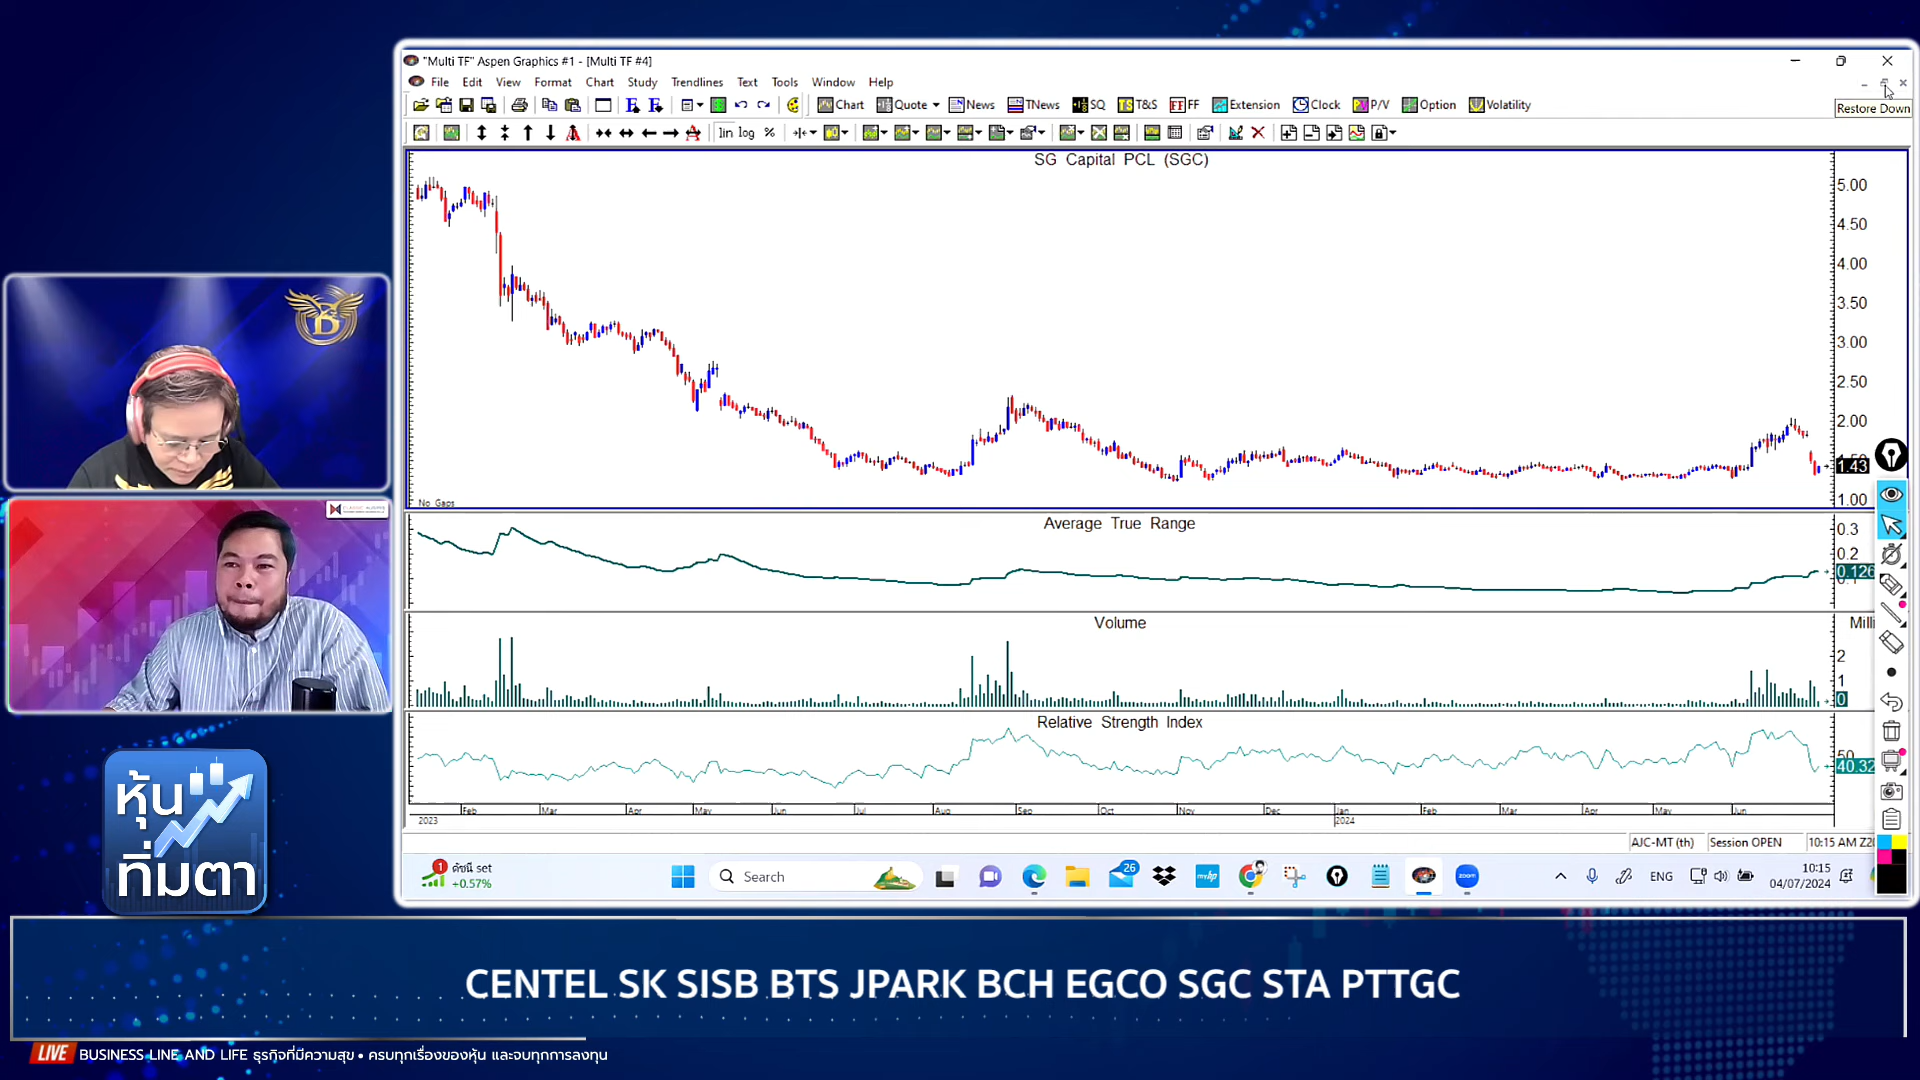 "Multi TF" Aspen Graphics #1 - [Multi TF #4]
File Edit View Format Chart Study Trendlines Text Tools Window Help
Chart Quote News TNews SQ T&S FF Extension Clock P/V Option Volatility
Restore Down
lin log %
SG Capital PCL (SGC)
5.00
4.50
4.00
3.50
3.00
2.50
2.00
1.43
1.00
No Gaps
Average True Range
0.3
0.2
0.126
Volume
Milli
2
1
0
Relative Strength Index
50
40.32
Feb Mar Apr May Jun Jul Aug Sep Oct Nov Dec Jan Feb Mar Apr May Jun
2023 2024
AJC-MT (th) Session OPEN 10:15 AM
1 ดัชนี set
+0.57%
Search
26
myhp
zoom
ENG
10:15
04/07/2024
D
หุ้น
ทิ่มตา
CENTEL SK SISB BTS JPARK BCH EGCO SGC STA PTTGC
LIVE BUSINESS LINE AND LIFE ธุรกิจที่มีความสุข • ครบทุกเรื่องของหุ้น และจบทุกการลงทุน